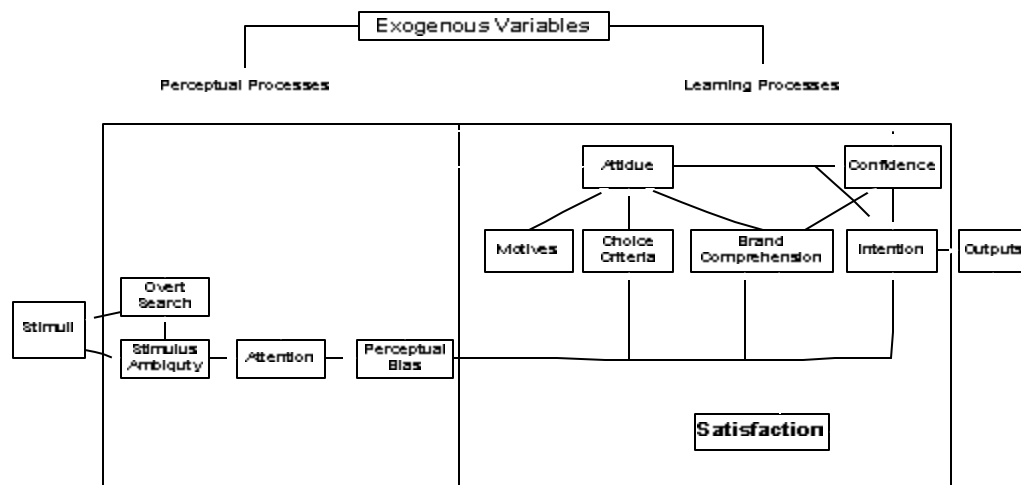 Exogenous Variables
Perceptual Processes
Learning Processes
Attidue
Confidence
Motives
Choice
Criteria
Brand
Comprehension
Intention
Outputs
Overt
Search
Stimuli
Stimulus
Ambiquty
Attention
Perceptual
Bias
Satisfaction